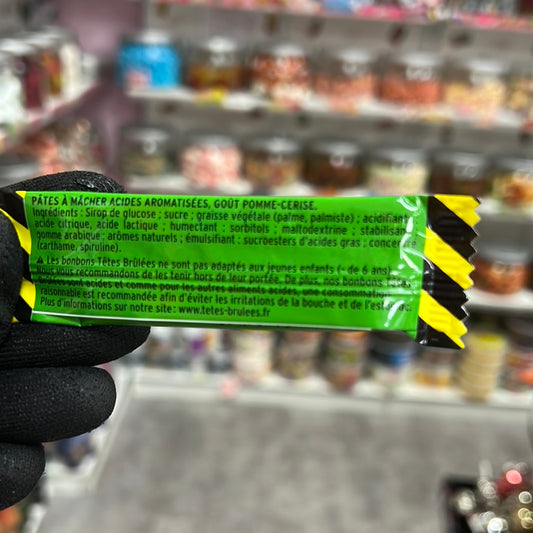 PÂTES À MÂCHER ACIDES AROMATISÉES, GOÛT POMME-CERISE.
Ingrédients : Sirop de glucose ; sucre ; graisse végétale (palme, palmiste) ; acidifiant
acide citrique, acide lactique ; humectant : sorbitols ; maltodextrine ; stabilisan
gomme arabique ; arômes naturels ; émulsifiant : sucroesters d'acides gras ; concentré
(carthame, spiruline).
⚠ Les bonbons Têtes Brûlées ne sont pas adaptés aux jeunes enfants (- de 6 ans)
Nous vous recommandons de les tenir hors de leur portée. De plus, nos bonbons Têtes
Brûlées sont acides et comme pour les autres aliments acides, une consommation
raisonnable est recommandée afin d'éviter les irritations de la bouche et de l'est
Plus d'informations sur notre site : www.tetes-brulees.fr